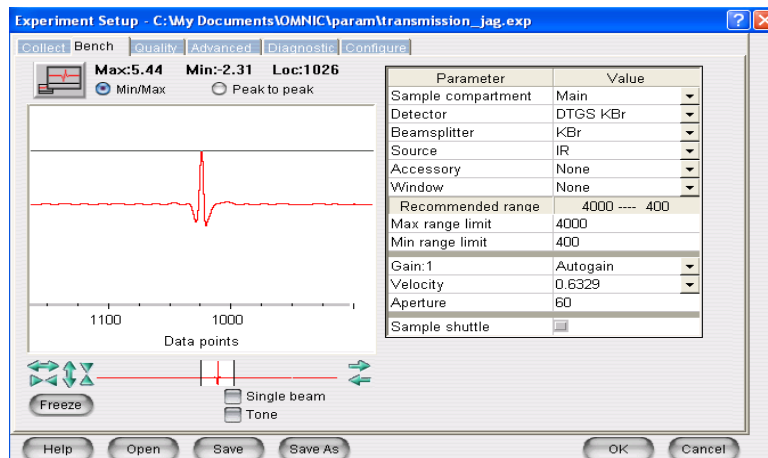 Experiment Setup - C:\My Documents\OMNIC\param\transmission_jag.exp
Collect Bench Quality Advanced Diagnostic Configure
Max:5.44 Min:-2.31 Loc:1026
Min/Max Peak to peak
1100 1000
Data points
Single beam
Tone
Freeze
Parameter Value
Sample compartment Main
Detector DTGS KBr
Beamsplitter KBr
Source IR
Accessory None
Window None
Recommended range 4000 ---- 400
Max range limit 4000
Min range limit 400
Gain:1 Autogain
Velocity 0.6329
Aperture 60
Sample shuttle
Help Open Save Save As OK Cancel